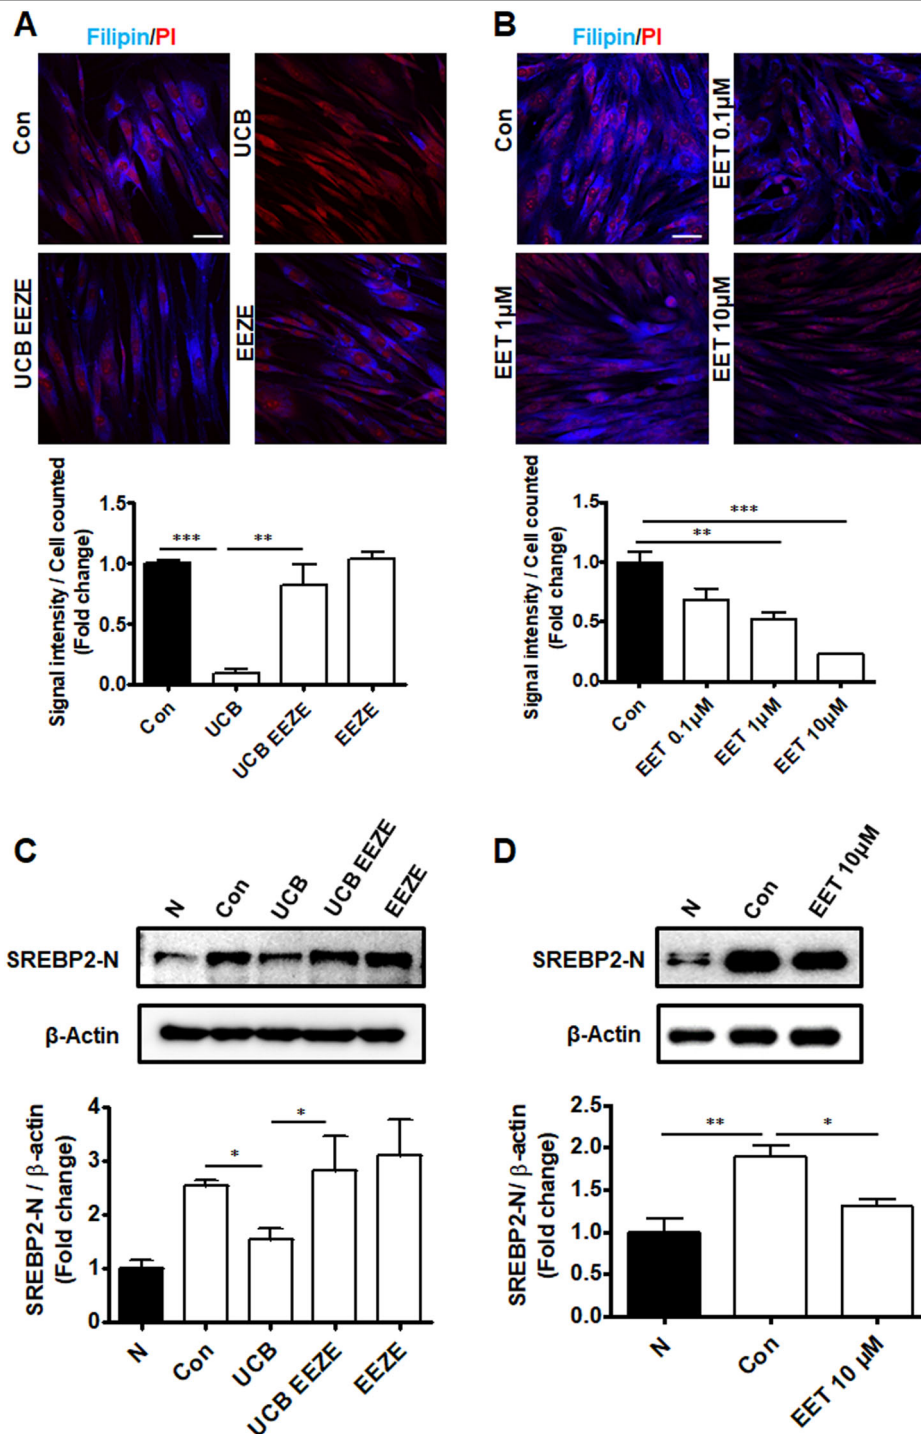 A
Filipin/PI
Con
UCB
UCB EEZE
EEZE
Signal intensity / Cell counted
(Fold change)
1.5
1.0
0.5
0.0
***
**
Con
UCB
UCB EEZE
EEZE
B
Filipin/PI
Con
EET 0.1µM
EET 1µM
EET 10µM
Signal intensity / Cell counted
(Fold change)
1.5
1.0
0.5
0.0
***
**
Con
EET 0.1µM
EET 1µM
EET 10µM
C
N
Con
UCB
UCB EEZE
EEZE
SREBP2-N
β-Actin
SREBP2-N / β-actin
(Fold change)
4
3
2
1
0
*
*
N
Con
UCB
UCB EEZE
EEZE
D
N
Con
EET 10µM
SREBP2-N
β-Actin
SREBP2-N/ β-actin
(Fold change)
2.5
2.0
1.5
1.0
0.5
0.0
**
*
N
Con
EET 10 µM